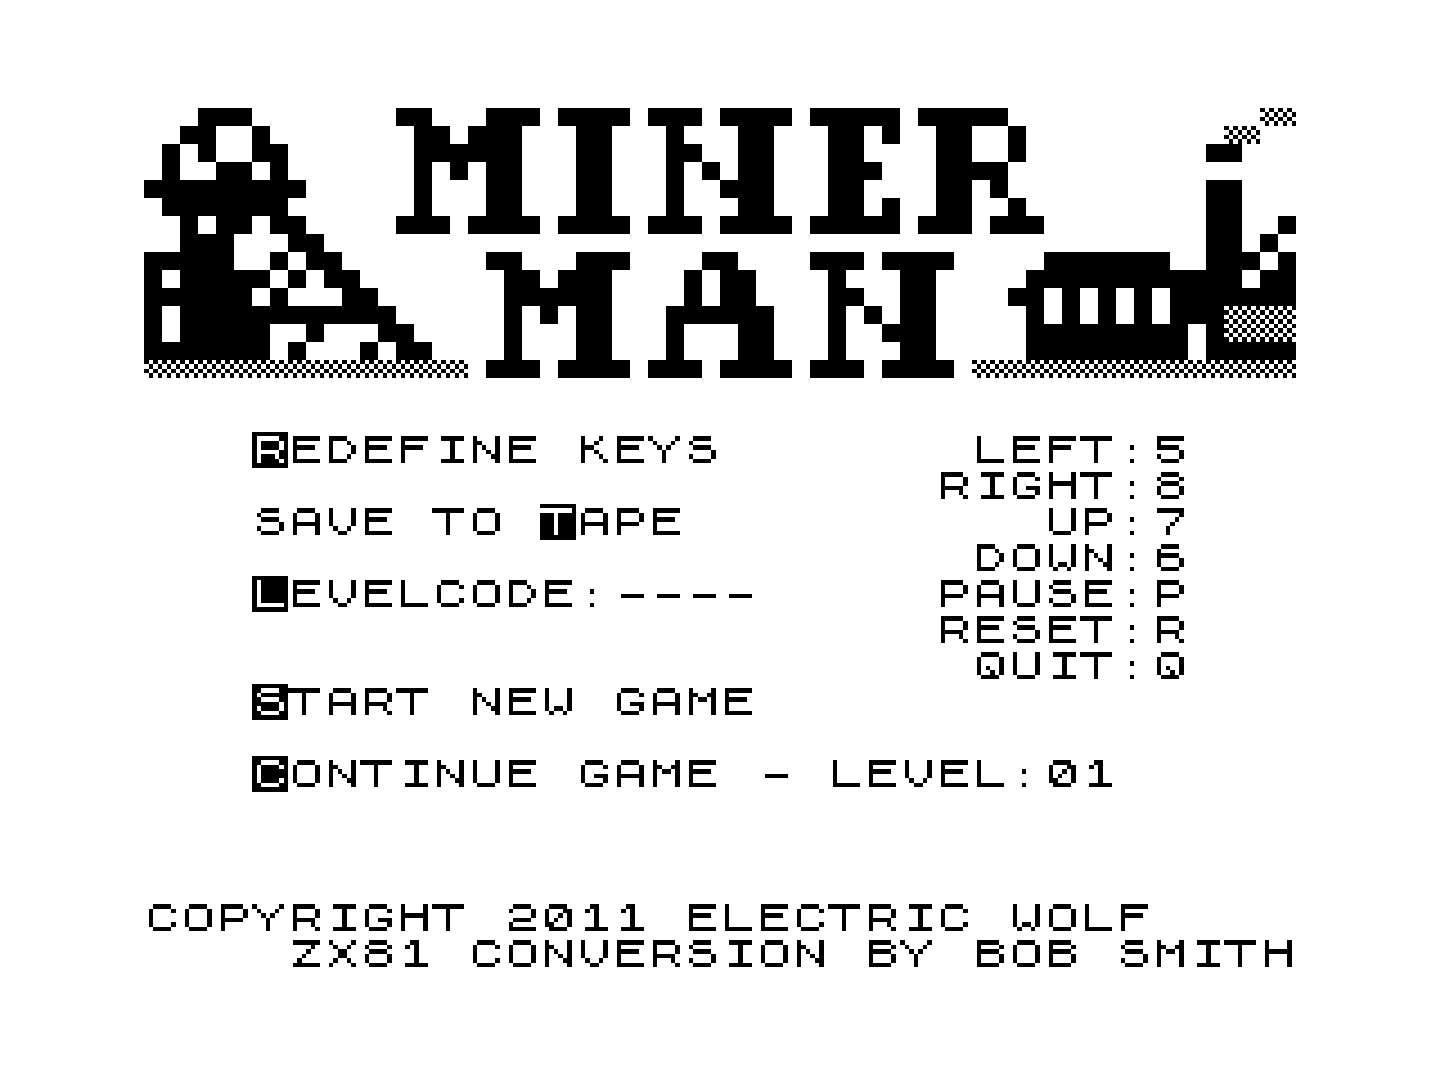 MINER
MAN
REDEFINE KEYS
LEFT:5
RIGHT:8
SAVE TO TAPE
UP:7
DOWN:6
LEVELCODE:----
PAUSE:P
RESET:R
QUIT:Q
START NEW GAME
CONTINUE GAME - LEVEL:01
COPYRIGHT 2011 ELECTRIC WOLF
ZX81 CONVERSION BY BOB SMITH